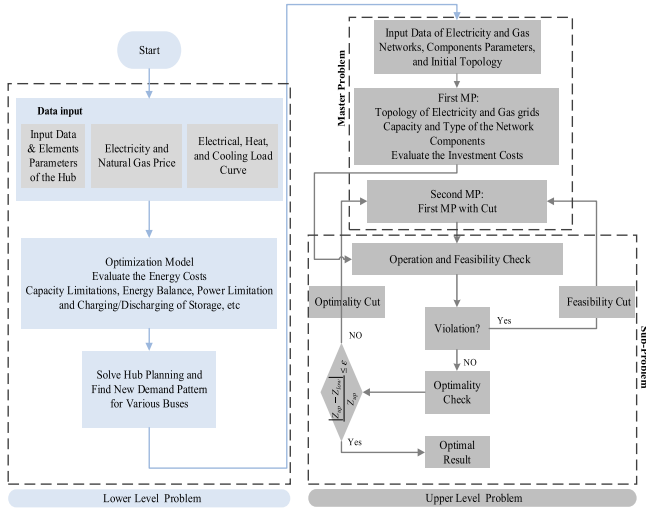 Start
Data input
Input Data
& Elements
Parameters
of the Hub
Electricity and
Natural Gas Price
Electrical, Heat,
and Cooling Load
Curve
Optimization Model
Evaluate the Energy Costs
Capacity Limitations, Energy Balance, Power Limitation
and Charging/Discharging of Storage, etc
Solve Hub Planning and
Find New Demand Pattern
for Various Buses
Lower Level Problem
Master Problem
Input Data of Electricity and Gas
Networks, Components Parameters,
and Initial Topology
First MP:
Topology of Electricity and Gas grids
Capacity and Type of the Network
Components
Evaluate the Investment Costs
Second MP:
First MP with Cut
Operation and Feasibility Check
Optimality Cut
Feasibility Cut
Violation?
Yes
NO
NO
Optimality
Check
|Z_up − Z_low / Z_up| ≤ ε
Yes
Optimal
Result
Sub-Problem
Upper Level Problem